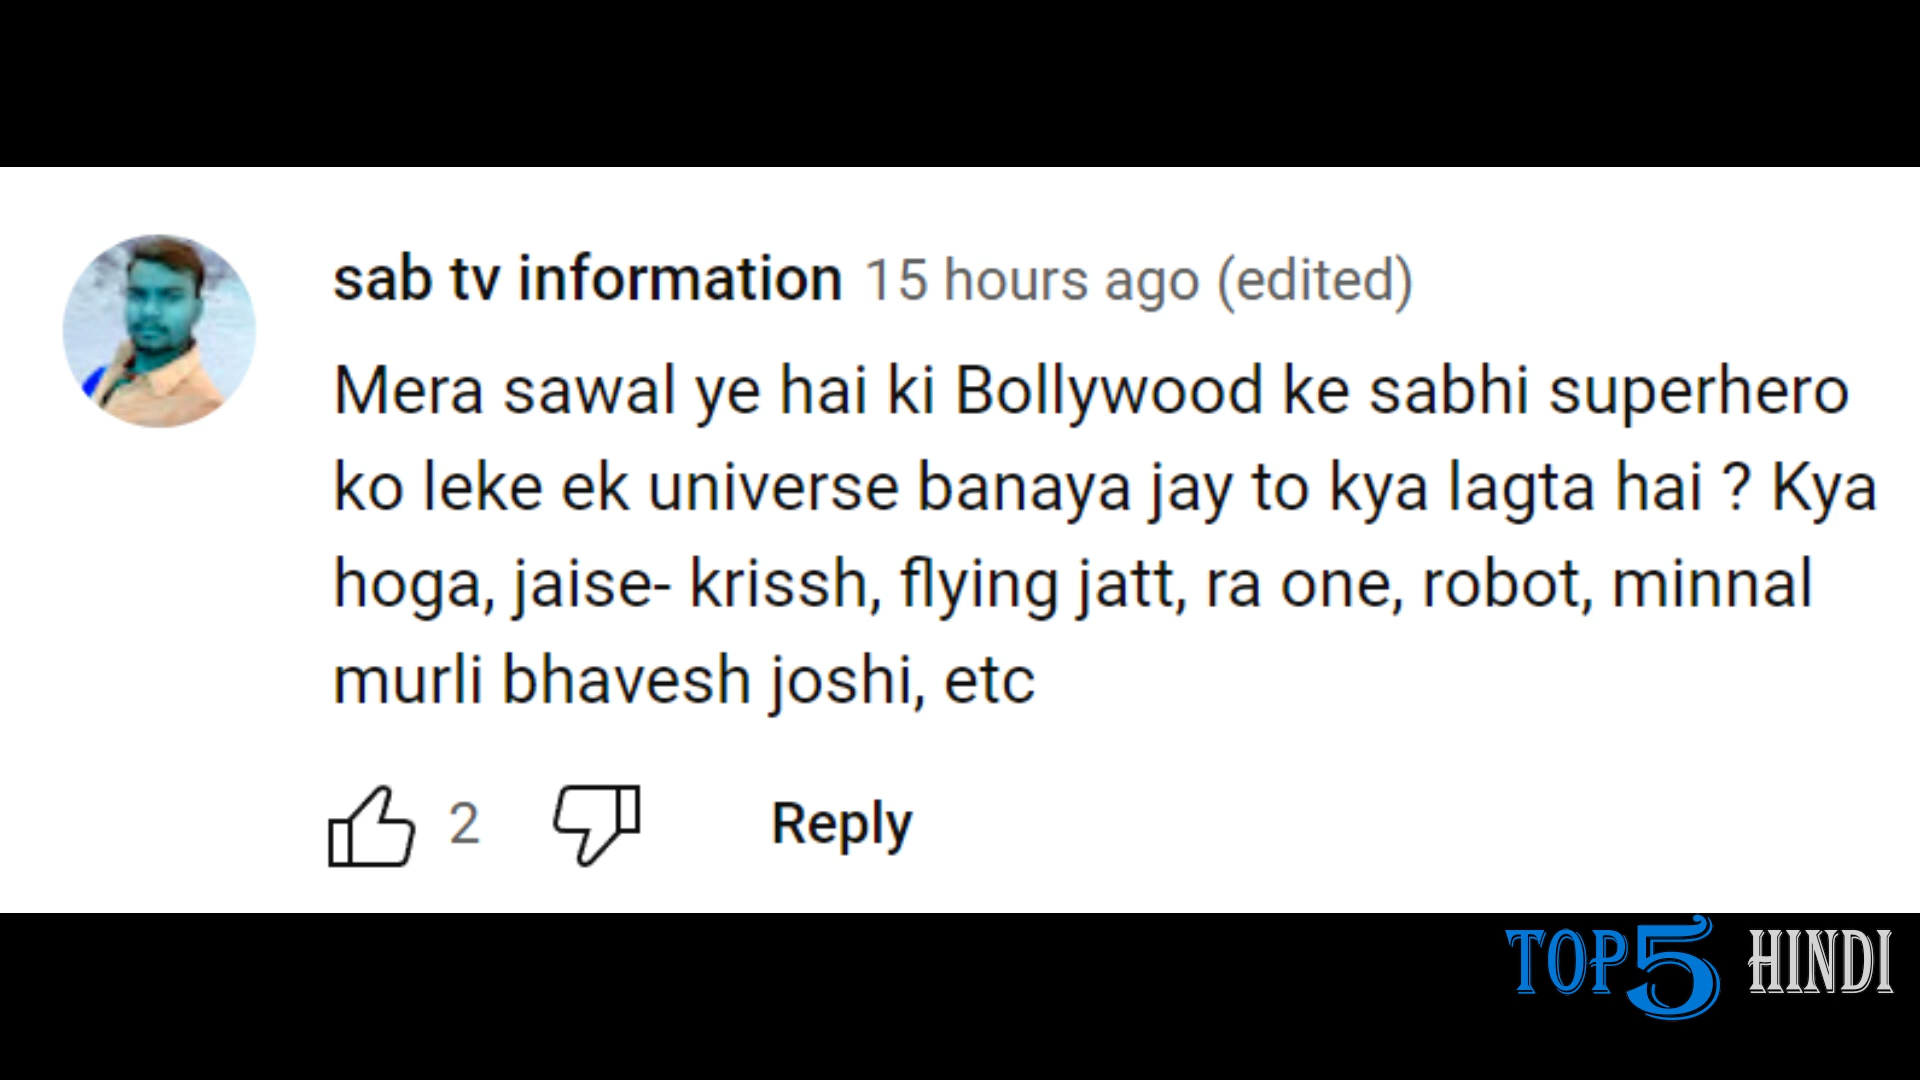 sab tv information 15 hours ago (edited)
Mera sawal ye hai ki Bollywood ke sabhi superhero
ko leke ek universe banaya jay to kya lagta hai ? Kya
hoga, jaise- krissh, flying jatt, ra one, robot, minnal
murli bhavesh joshi, etc
2 Reply
TOP5 HINDI